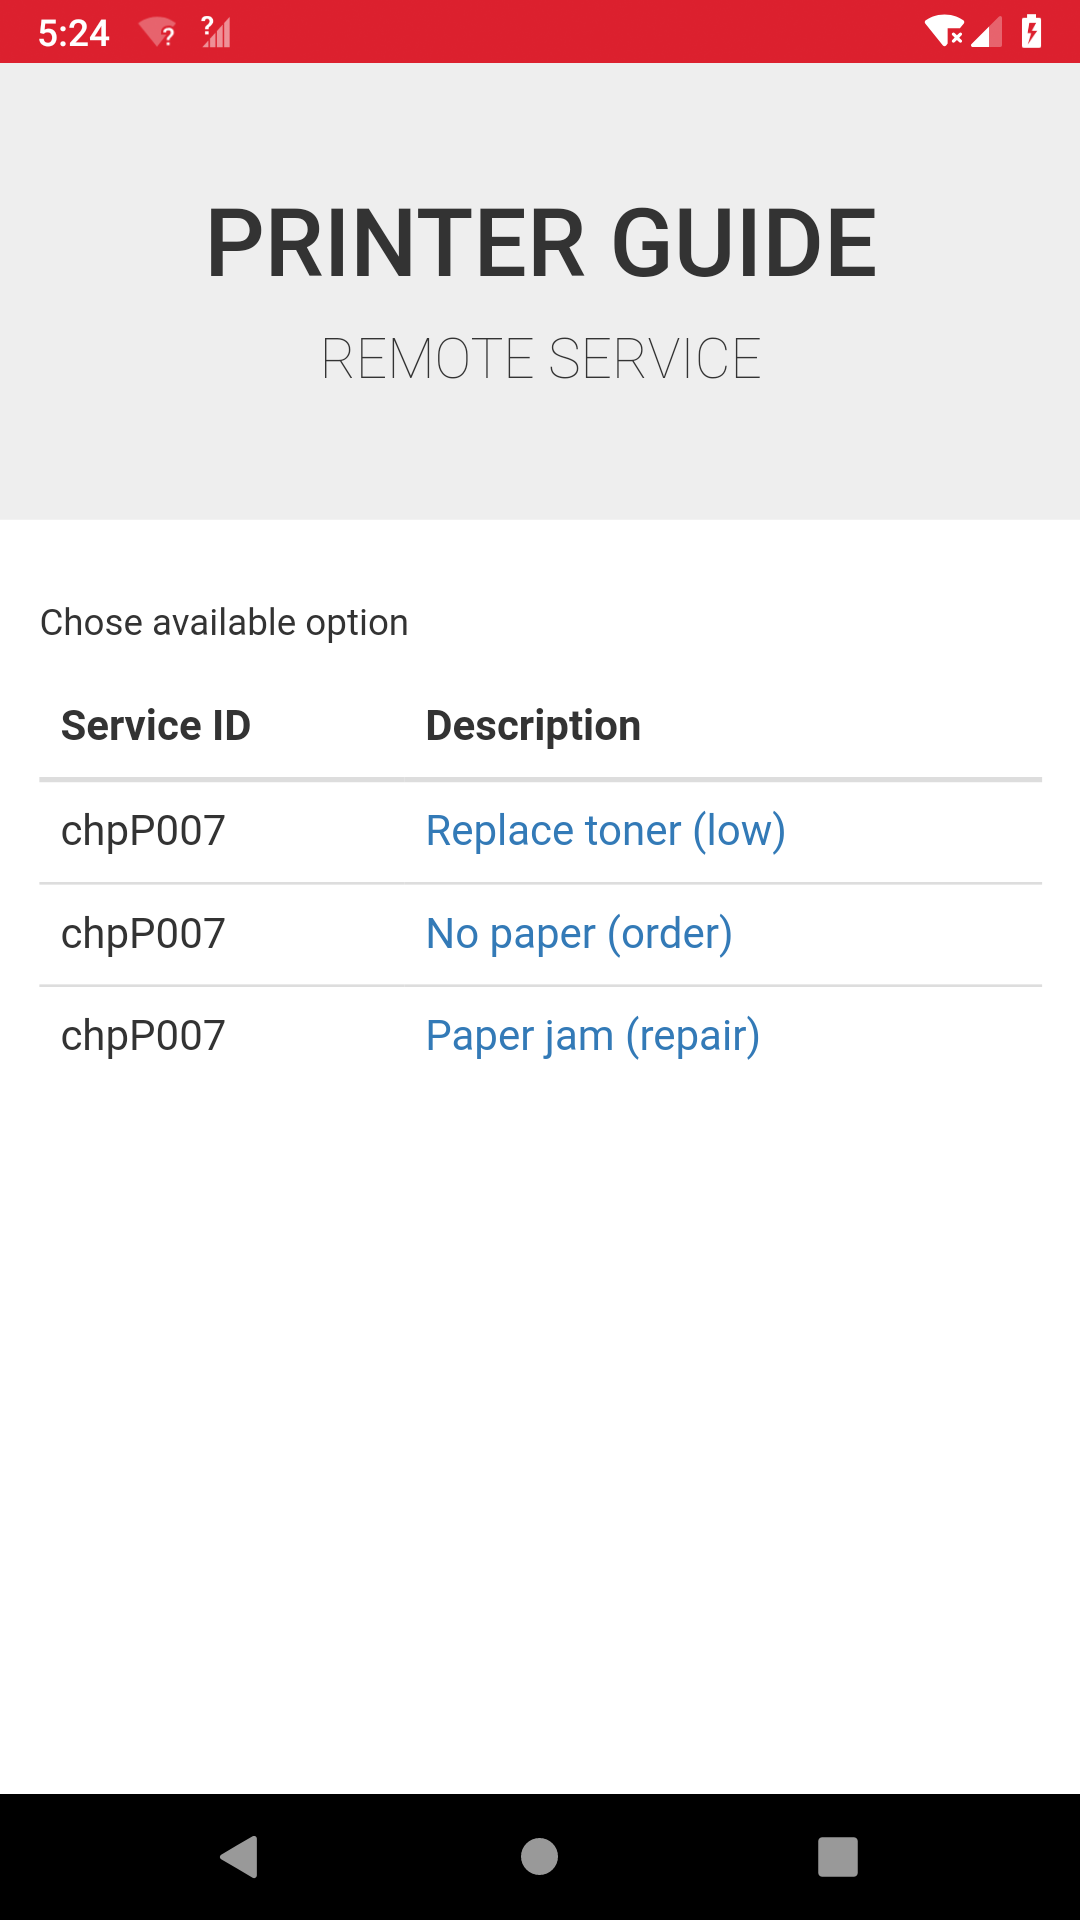 5:24
PRINTER GUIDE
REMOTE SERVICE
Chose available option
Service ID Description
chpP007 Replace toner (low)
chpP007 No paper (order)
chpP007 Paper jam (repair)